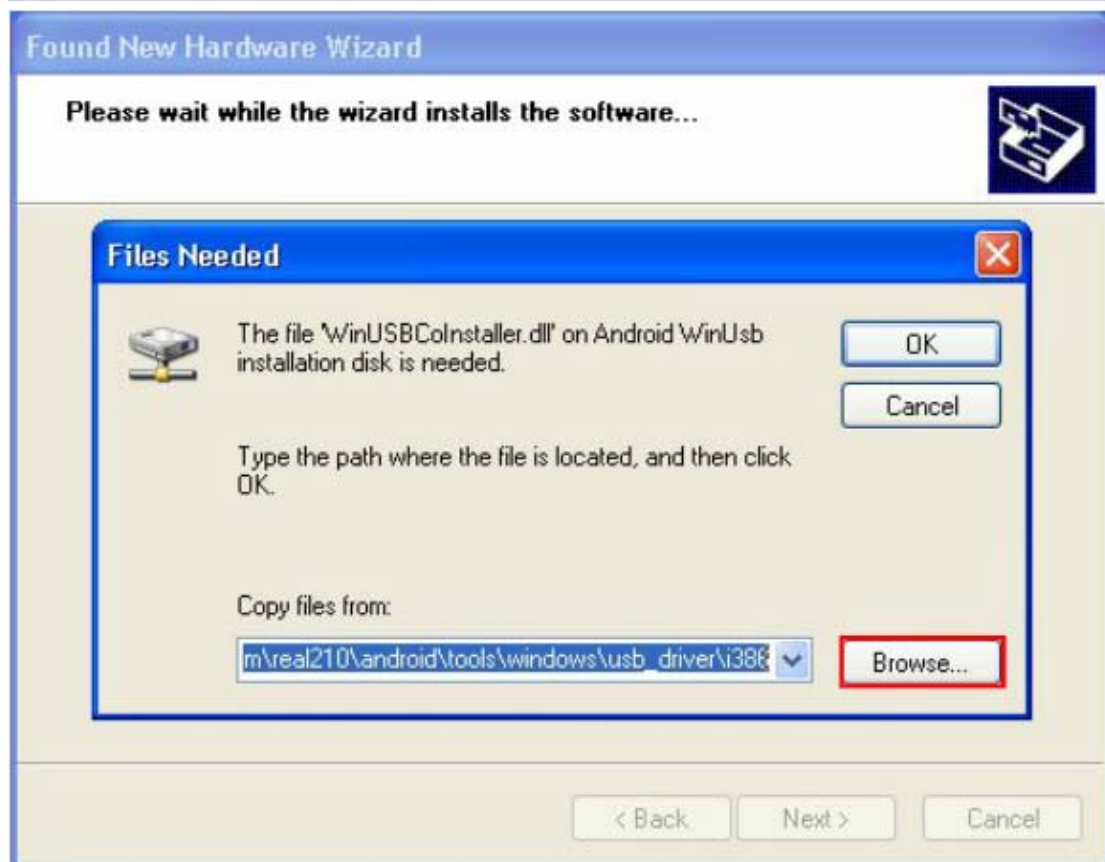 Found New Hardware Wizard
Please wait while the wizard installs the software...
Files Needed
The file 'WinUSBCoInstaller.dll' on Android WinUsb
installation disk is needed.
OK
Cancel
Type the path where the file is located, and then click
OK.
Copy files from:
m\real210\android\tools\windows\usb_driver\i386
Browse...
< Back
Next >
Cancel